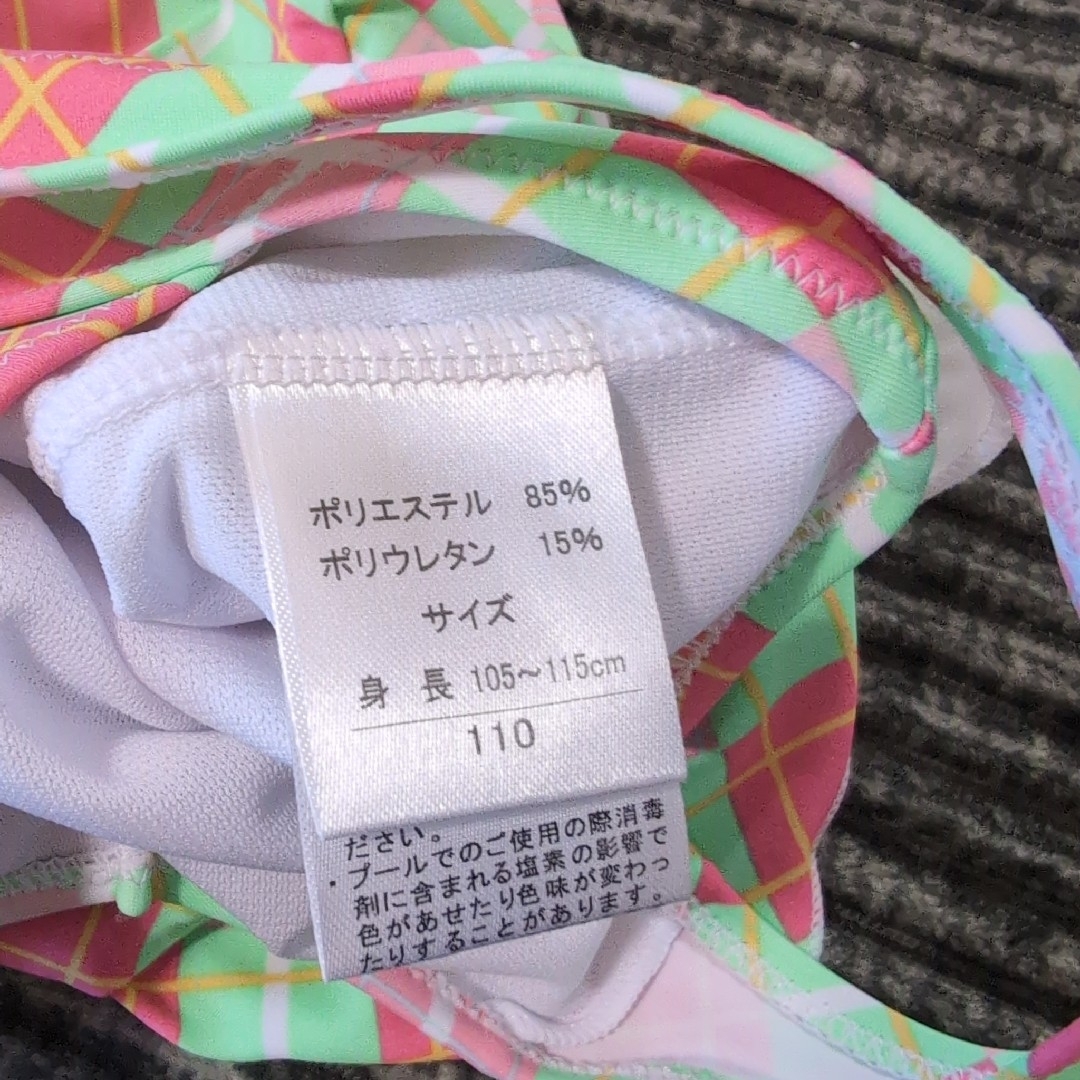 ポリエステル 85%
ポリウレタン 15%
サイズ
身長 105～115cm
110
ださい。
・プールでのご使用の際消毒
剤に含まれる塩素の影響で
色があせたり色味が変わっ
たりすることがあります。